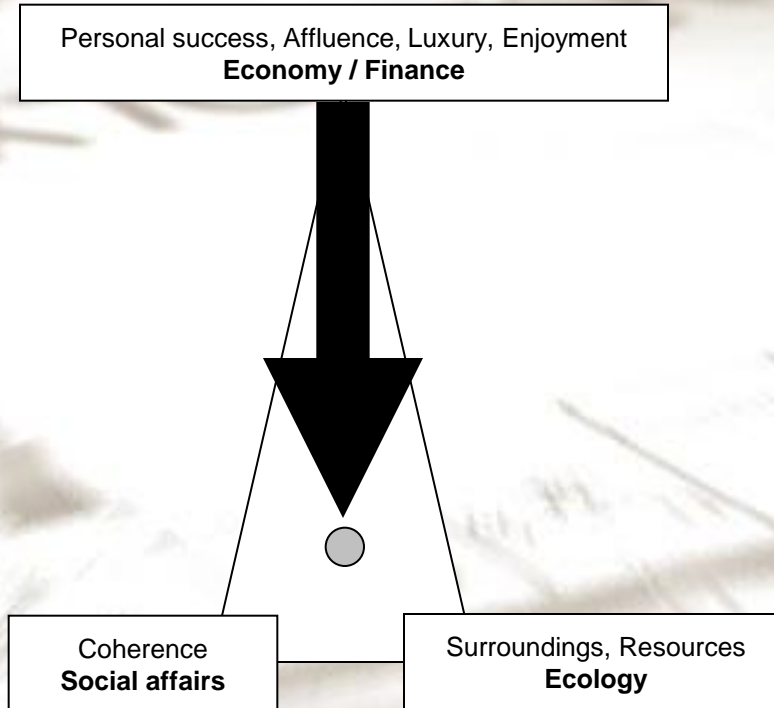 Personal success, Affluence, Luxury, Enjoyment
Economy / Finance
Coherence
Social affairs
Surroundings, Resources
Ecology